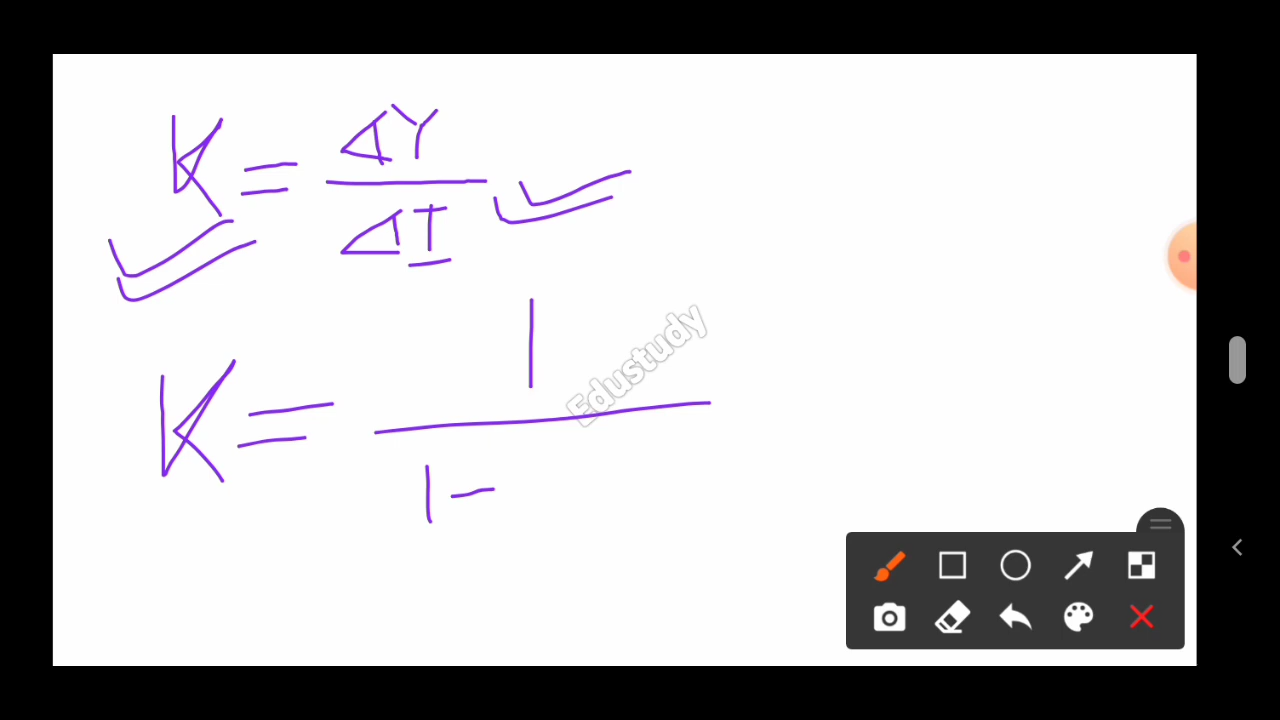 K = ΔY / ΔI
K = 1 / 1 -
Edustudy